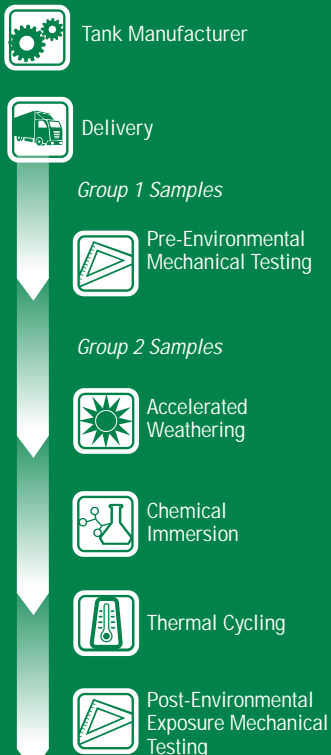 Tank Manufacturer
Delivery
Group 1 Samples
Pre-Environmental
Mechanical Testing
Group 2 Samples
Accelerated
Weathering
Chemical
Immersion
Thermal Cycling
Post-Environmental
Exposure Mechanical
Testing